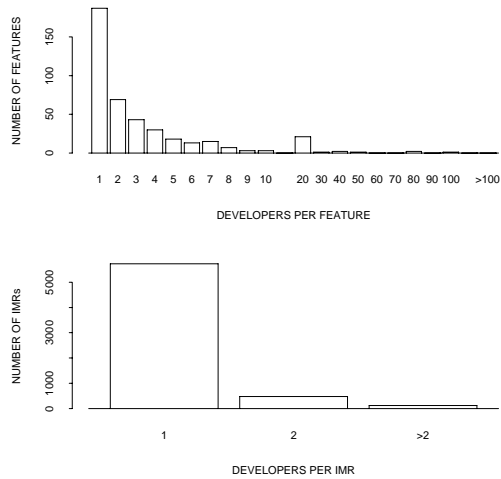 NUMBER OF FEATURES
0 50 150
1 2 3 4 5 6 7 8 9 10 20 30 40 50 60 70 80 90 100 >100
DEVELOPERS PER FEATURE
NUMBER OF IMRs
0 1000 3000 5000
1 2 >2
DEVELOPERS PER IMR